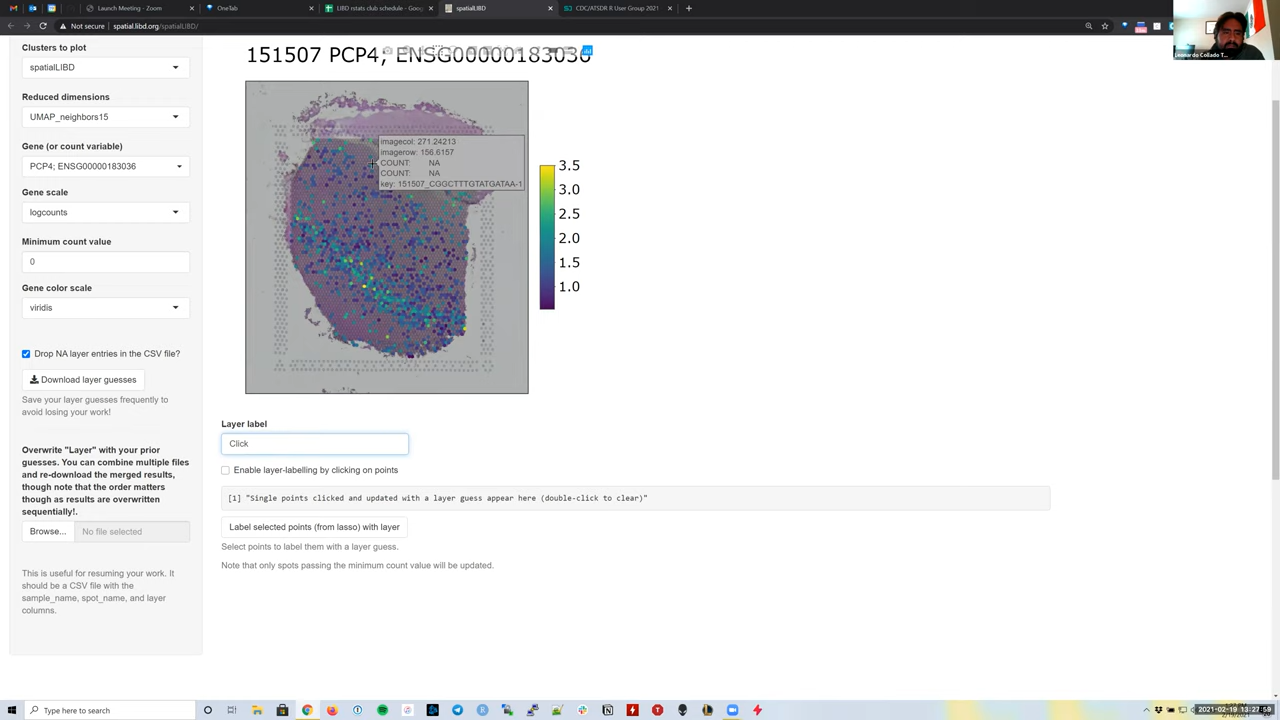 Launch Meeting - Zoom
OneTab
LIBD rstats club schedule - Goog
spatialLIBD
CDC/ATSDR R User Group 2021
Not secure
spatial.libd.org/spatialLIBD/
Leonardo Collado T...
Clusters to plot
spatialLIBD
Reduced dimensions
UMAP_neighbors15
Gene (or count variable)
PCP4; ENSG00000183036
Gene scale
logcounts
Minimum count value
0
Gene color scale
viridis
Drop NA layer entries in the CSV file?
Download layer guesses
Save your layer guesses frequently to
avoid losing your work!
Overwrite "Layer" with your prior
guesses. You can combine multiple files
and re-download the merged results,
though note that the order matters
though as results are overwritten
sequentially!.
Browse...
No file selected
This is useful for resuming your work. It
should be a CSV file with the
sample_name, spot_name, and layer
columns.
151507 PCP4; ENSG00000183036
imagecol: 271.24213
imagerow: 156.6157
COUNT: NA
COUNT: NA
key: 151507_CGGCTTTGTATGATAA-1
3.5
3.0
2.5
2.0
1.5
1.0
Layer label
Click
Enable layer-labelling by clicking on points
[1] "Single points clicked and updated with a layer guess appear here (double-click to clear)"
Label selected points (from lasso) with layer
Select points to label them with a layer guess.
Note that only spots passing the minimum count value will be updated.
Type here to search
2021-02-19 13:27:59